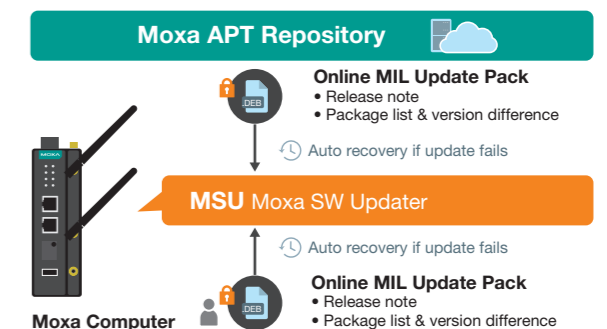 Moxa APT Repository
Online MIL Update Pack
• Release note
• Package list & version difference
.DEB
Auto recovery if update fails
MOXA
MSU Moxa SW Updater
Auto recovery if update fails
Online MIL Update Pack
• Release note
• Package list & version difference
.DEB
Moxa Computer